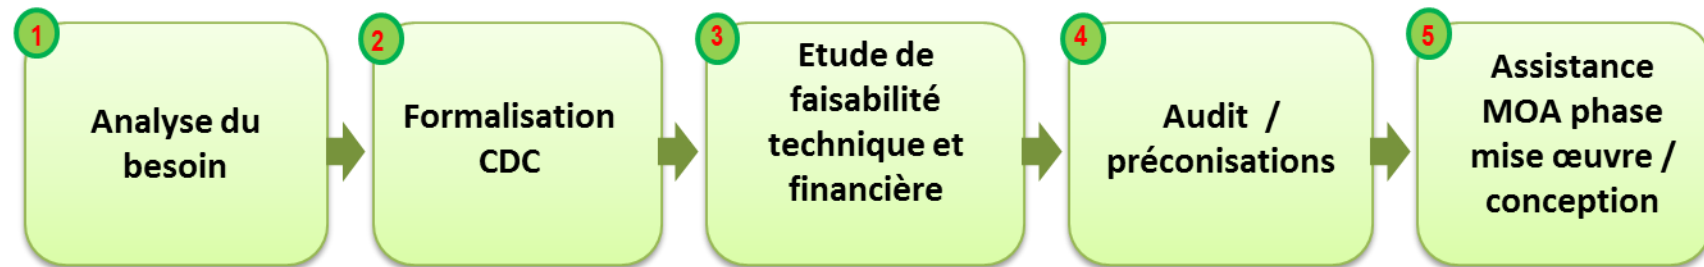 1
Analyse du
besoin
2
Formalisation
CDC
3
Etude de
faisabilité
technique et
financière
4
Audit /
préconisations
5
Assistance
MOA phase
mise œuvre /
conception